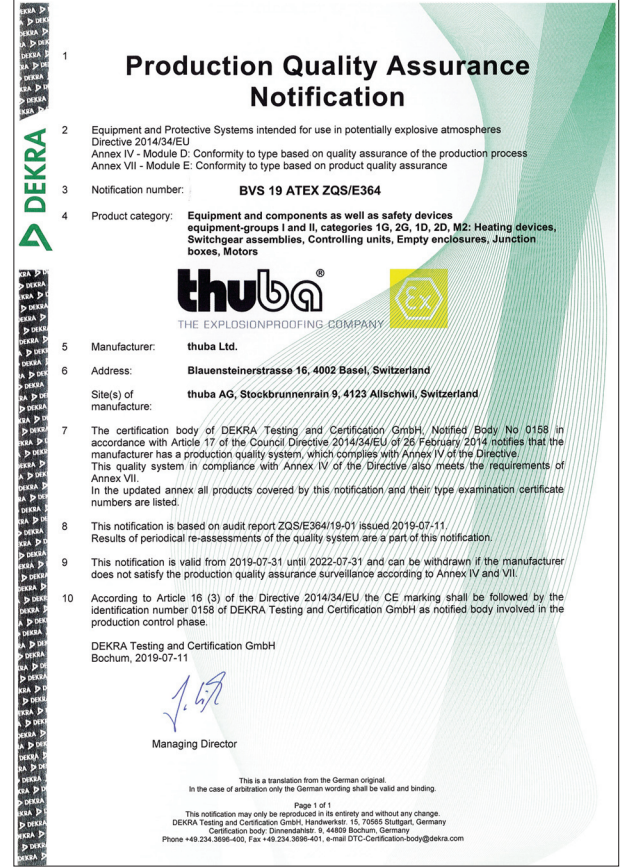 DEKRA
1 Production Quality Assurance
Notification
2 Equipment and Protective Systems intended for use in potentially explosive atmospheres
Directive 2014/34/EU
Annex IV - Module D: Conformity to type based on quality assurance of the production process
Annex VII - Module E: Conformity to type based on product quality assurance
3 Notification number: BVS 19 ATEX ZQS/E364
4 Product category: Equipment and components as well as safety devices
equipment-groups I and II, categories 1G, 2G, 1D, 2D, M2: Heating devices,
Switchgear assemblies, Controlling units, Empty enclosures, Junction
boxes, Motors
thuba®
THE EXPLOSIONPROOFING COMPANY
Ex
5 Manufacturer: thuba Ltd.
6 Address: Blauensteinerstrasse 16, 4002 Basel, Switzerland
Site(s) of thuba AG, Stockbrunnenrain 9, 4123 Allschwil, Switzerland
manufacture:
7 The certification body of DEKRA Testing and Certification GmbH, Notified Body No 0158 in
accordance with Article 17 of the Council Directive 2014/34/EU of 26 February 2014 notifies that the
manufacturer has a production quality system, which complies with Annex IV of the Directive.
This quality system in compliance with Annex IV of the Directive also meets the requirements of
Annex VII.
In the updated annex all products covered by this notification and their type examination certificate
numbers are listed.
8 This notification is based on audit report ZQS/E364/19-01 issued 2019-07-11.
Results of periodical re-assessments of the quality system are a part of this notification.
9 This notification is valid from 2019-07-31 until 2022-07-31 and can be withdrawn if the manufacturer
does not satisfy the production quality assurance surveillance according to Annex IV and VII.
10 According to Article 16 (3) of the Directive 2014/34/EU the CE marking shall be followed by the
identification number 0158 of DEKRA Testing and Certification GmbH as notified body involved in the
production control phase.
DEKRA Testing and Certification GmbH
Bochum, 2019-07-11
Managing Director
This is a translation from the German original.
In the case of arbitration only the German wording shall be valid and binding.
Page 1 of 1
This notification may only be reproduced in its entirety and without any change.
DEKRA Testing and Certification GmbH, Handwerkstr. 15, 70565 Stuttgart, Germany
Certification body: Dinnendahlstr. 9, 44809 Bochum, Germany
Phone +49.234.3696-400, Fax +49.234.3696-401, e-mail DTC-Certification-body@dekra.com